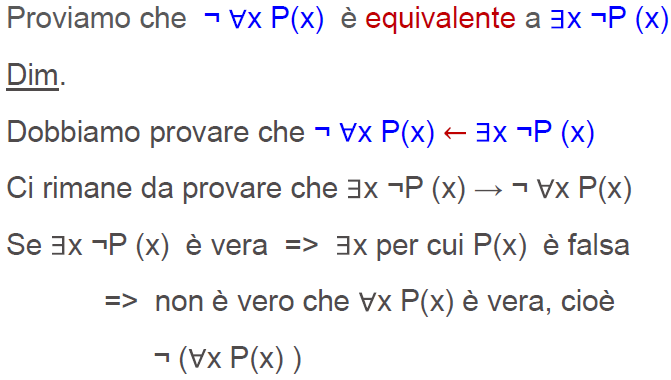 Proviamo che ¬ ∀x P(x) è equivalente a ∃x ¬P (x)
Dim.
Dobbiamo provare che ¬ ∀x P(x) ← ∃x ¬P (x)
Ci rimane da provare che ∃x ¬P (x) → ¬ ∀x P(x)
Se ∃x ¬P (x) è vera => ∃x per cui P(x) è falsa
=> non è vero che ∀x P(x) è vera, cioè
¬ (∀x P(x) )